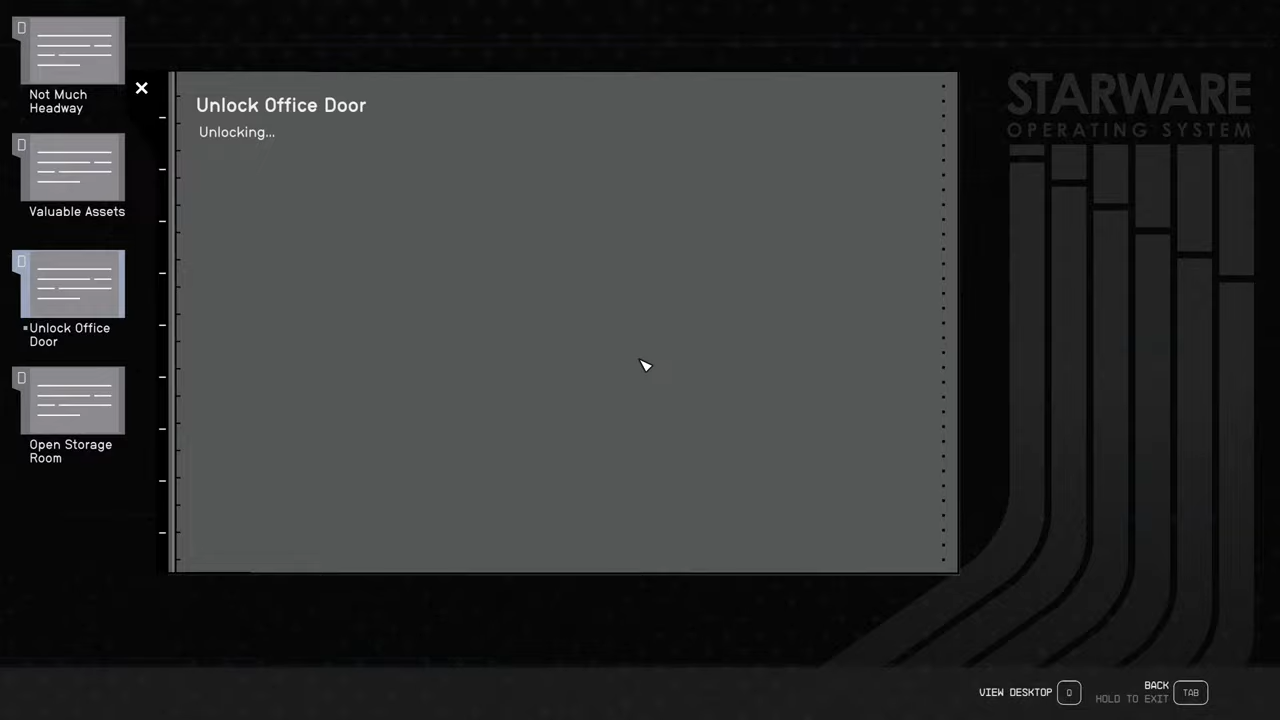 Not Much
Headway
Valuable Assets
Unlock Office
Door
Open Storage
Room
Unlock Office Door
Unlocking...
STARWARE
OPERATING SYSTEM
VIEW DESKTOP Q
BACK
HOLD TO EXIT TAB